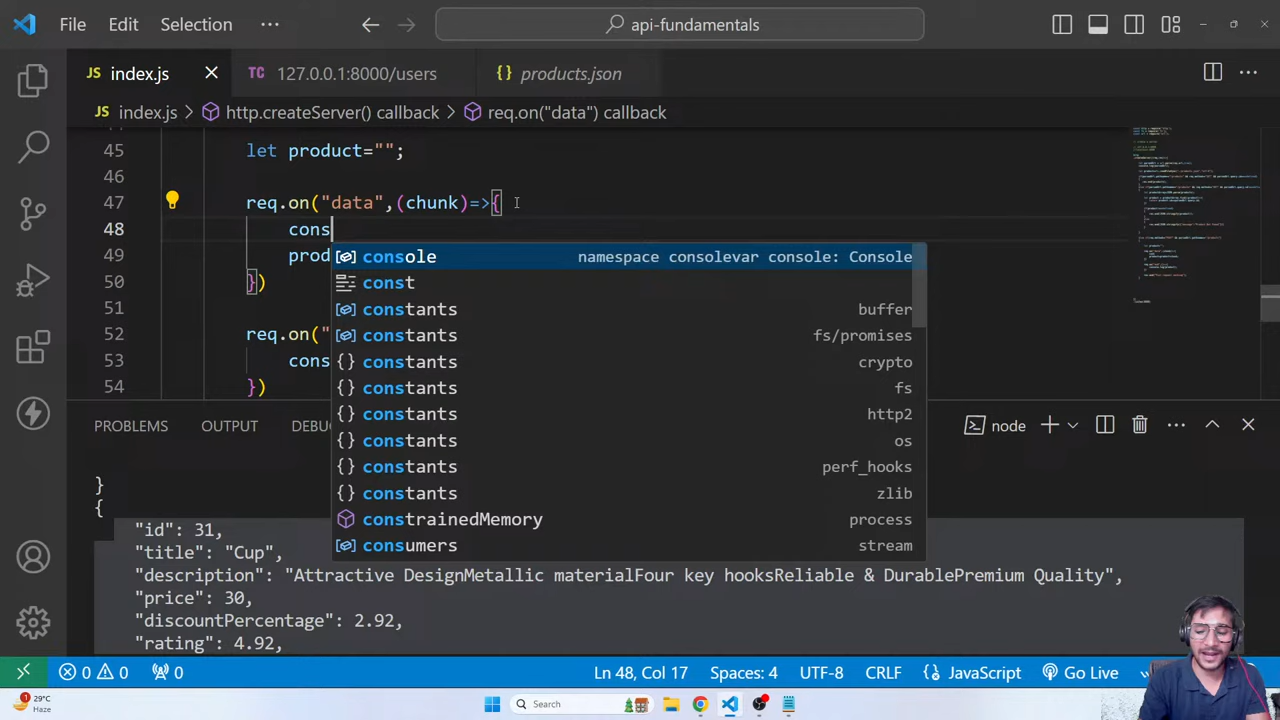 File Edit Selection ··· api-fundamentals
JS index.js TC 127.0.0.1:8000/users {} products.json
JS index.js > http.createServer() callback > req.on("data") callback
45 let product="";
46
47 req.on("data",(chunk)=>{
48 cons
49 prod
50 })
51
52 req.on("
53 cons
54 })
console namespace consolevar console: Console
const
constants buffer
constants fs/promises
{} constants crypto
{} constants fs
{} constants http2
{} constants os
{} constants perf_hooks
{} constants zlib
constrainedMemory process
consumers stream
PROBLEMS OUTPUT DEBU node
}
{
"id": 31,
"title": "Cup",
"description": "Attractive DesignMetallic materialFour key hooksReliable & DurablePremium Quality",
"price": 30,
"discountPercentage": 2.92,
"rating": 4.92,
0 0 0 Ln 48, Col 17 Spaces: 4 UTF-8 CRLF {} JavaScript Go Live
29°C
Haze
Search